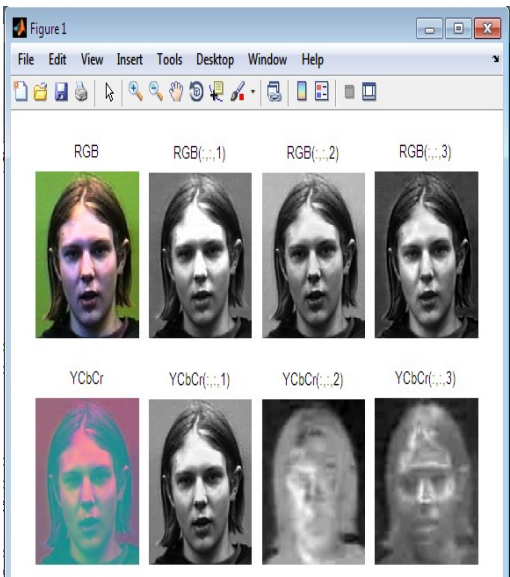 Figure 1
File Edit View Insert Tools Desktop Window Help
RGB RGB(:,:,1) RGB(:,:,2) RGB(:,:,3)
YCbCr YCbCr(:,:,1) YCbCr(:,:,2) YCbCr(:,:,3)